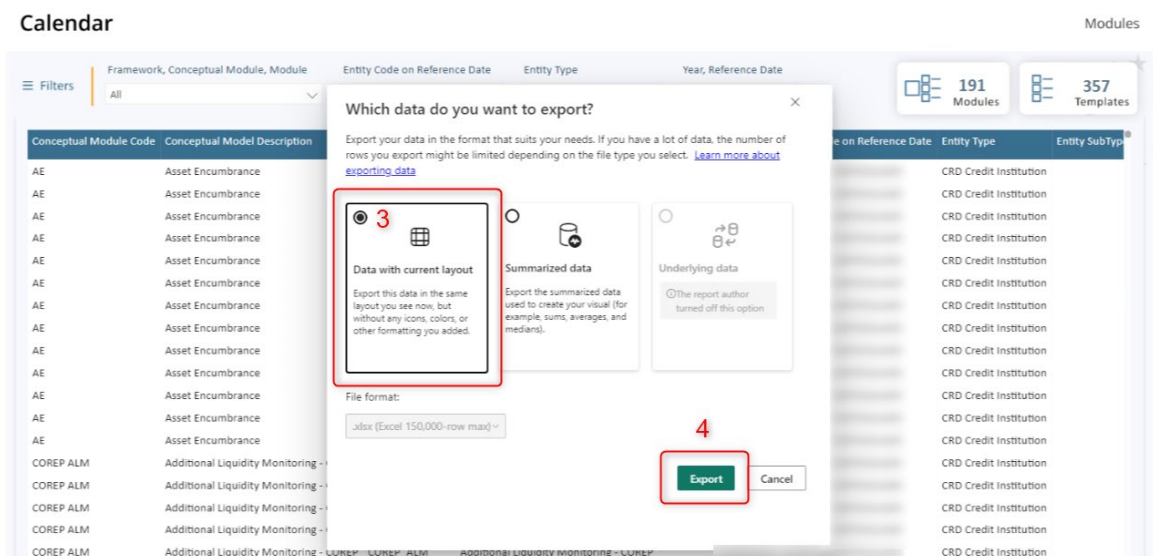 Calendar
Modules
Filters
Framework, Conceptual Module, Module
Entity Code on Reference Date
Entity Type
Year, Reference Date
All
191
Modules
357
Templates
Which data do you want to export?
Export your data in the format that suits your needs. If you have a lot of data, the number of
rows you export might be limited depending on the file type you select. Learn more about
exporting data
3
Data with current layout
Export this data in the same
layout you see now, but
without any icons, colors, or
other formatting you added.
Summarized data
Export the summarized data
used to create your visual (for
example, sums, averages, and
medians).
Underlying data
The report author
turned off this option
File format:
.xlsx (Excel 150,000-row max)
4
Export
Cancel
Conceptual Module Code Conceptual Model Description e on Reference Date Entity Type Entity SubTyp
AE Asset Encumbrance CRD Credit Institution
AE Asset Encumbrance CRD Credit Institution
AE Asset Encumbrance CRD Credit Institution
AE Asset Encumbrance CRD Credit Institution
AE Asset Encumbrance CRD Credit Institution
AE Asset Encumbrance CRD Credit Institution
AE Asset Encumbrance CRD Credit Institution
AE Asset Encumbrance CRD Credit Institution
AE Asset Encumbrance CRD Credit Institution
AE Asset Encumbrance CRD Credit Institution
AE Asset Encumbrance CRD Credit Institution
AE Asset Encumbrance CRD Credit Institution
AE Asset Encumbrance CRD Credit Institution
COREP ALM Additional Liquidity Monitoring - CRD Credit Institution
COREP ALM Additional Liquidity Monitoring - CRD Credit Institution
COREP ALM Additional Liquidity Monitoring - CRD Credit Institution
COREP ALM Additional Liquidity Monitoring - CRD Credit Institution
COREP ALM Additional Liquidity Monitoring - COREP COREP_ALM Additional Liquidity Monitoring - COREP CRD Credit Institution